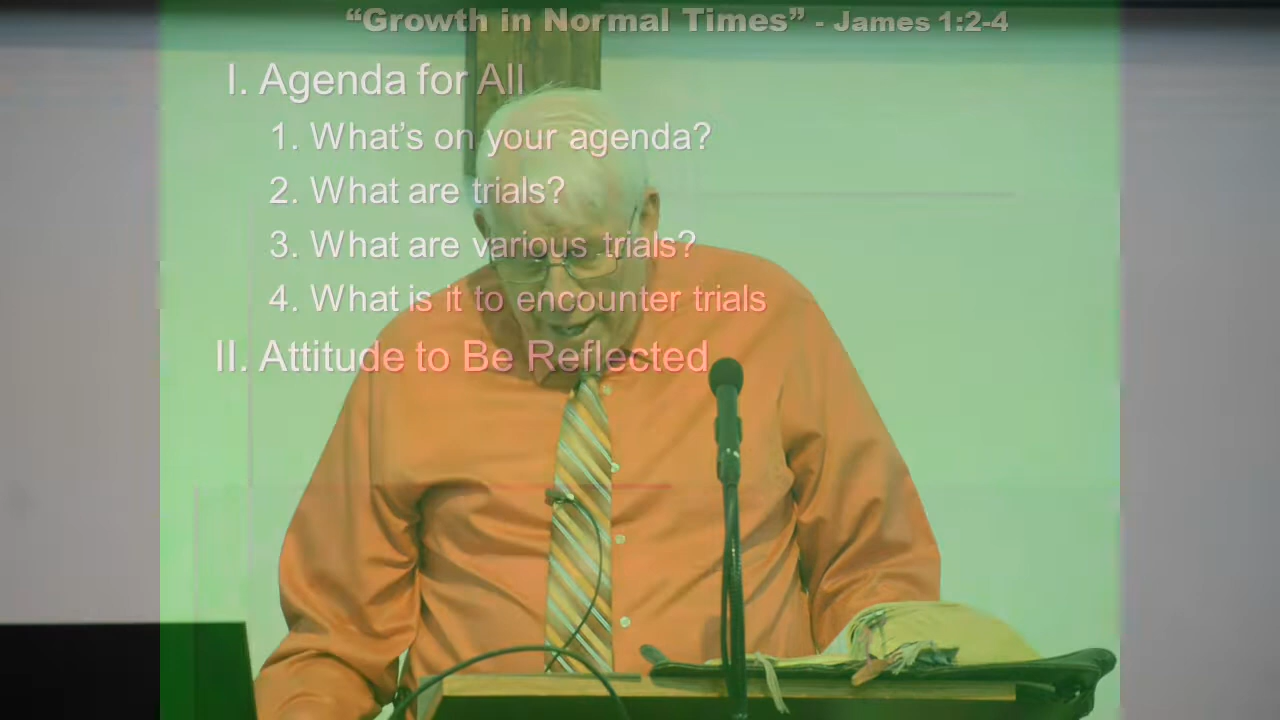 “Growth in Normal Times” - James 1:2-4
I. Agenda for All
1. What’s on your agenda?
2. What are trials?
3. What are various trials?
4. What is it to encounter trials
II. Attitude to Be Reflected